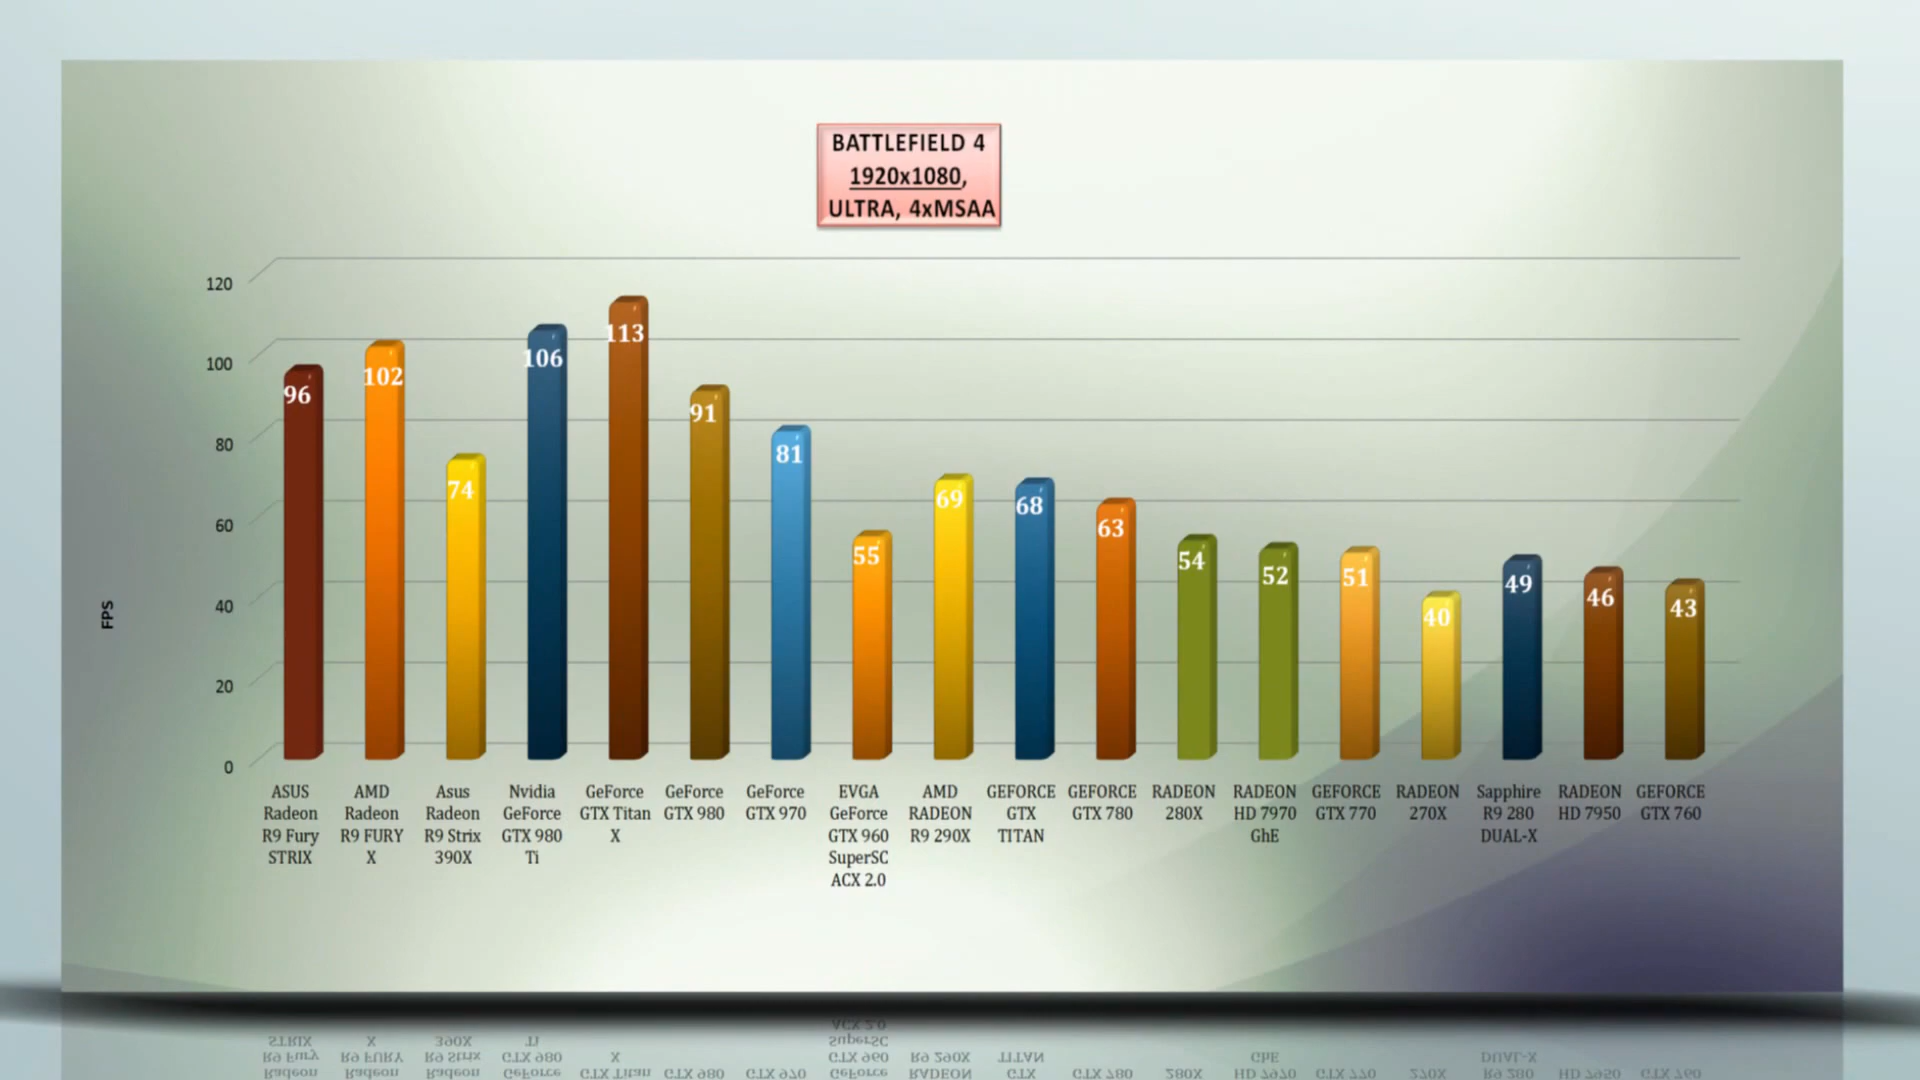 BATTLEFIELD 4
1920x1080,
ULTRA, 4xMSAA
120
100
80
60
40
20
0
FPS
96
102
74
106
113
91
81
55
69
68
63
54
52
51
40
49
46
43
ASUS
Radeon
R9 Fury
STRIX
AMD
Radeon
R9 FURY
X
Asus
Radeon
R9 Strix
390X
Nvidia
GeForce
GTX 980
Ti
GeForce
GTX Titan
X
GeForce
GTX 980
GeForce
GTX 970
EVGA
GeForce
GTX 960
SuperSC
ACX 2.0
AMD
RADEON
R9 290X
GEFORCE
GTX
TITAN
GEFORCE
GTX 780
RADEON
280X
RADEON
HD 7970
GhE
GEFORCE
GTX 770
RADEON
270X
Sapphire
R9 280
DUAL-X
RADEON
HD 7950
GEFORCE
GTX 760